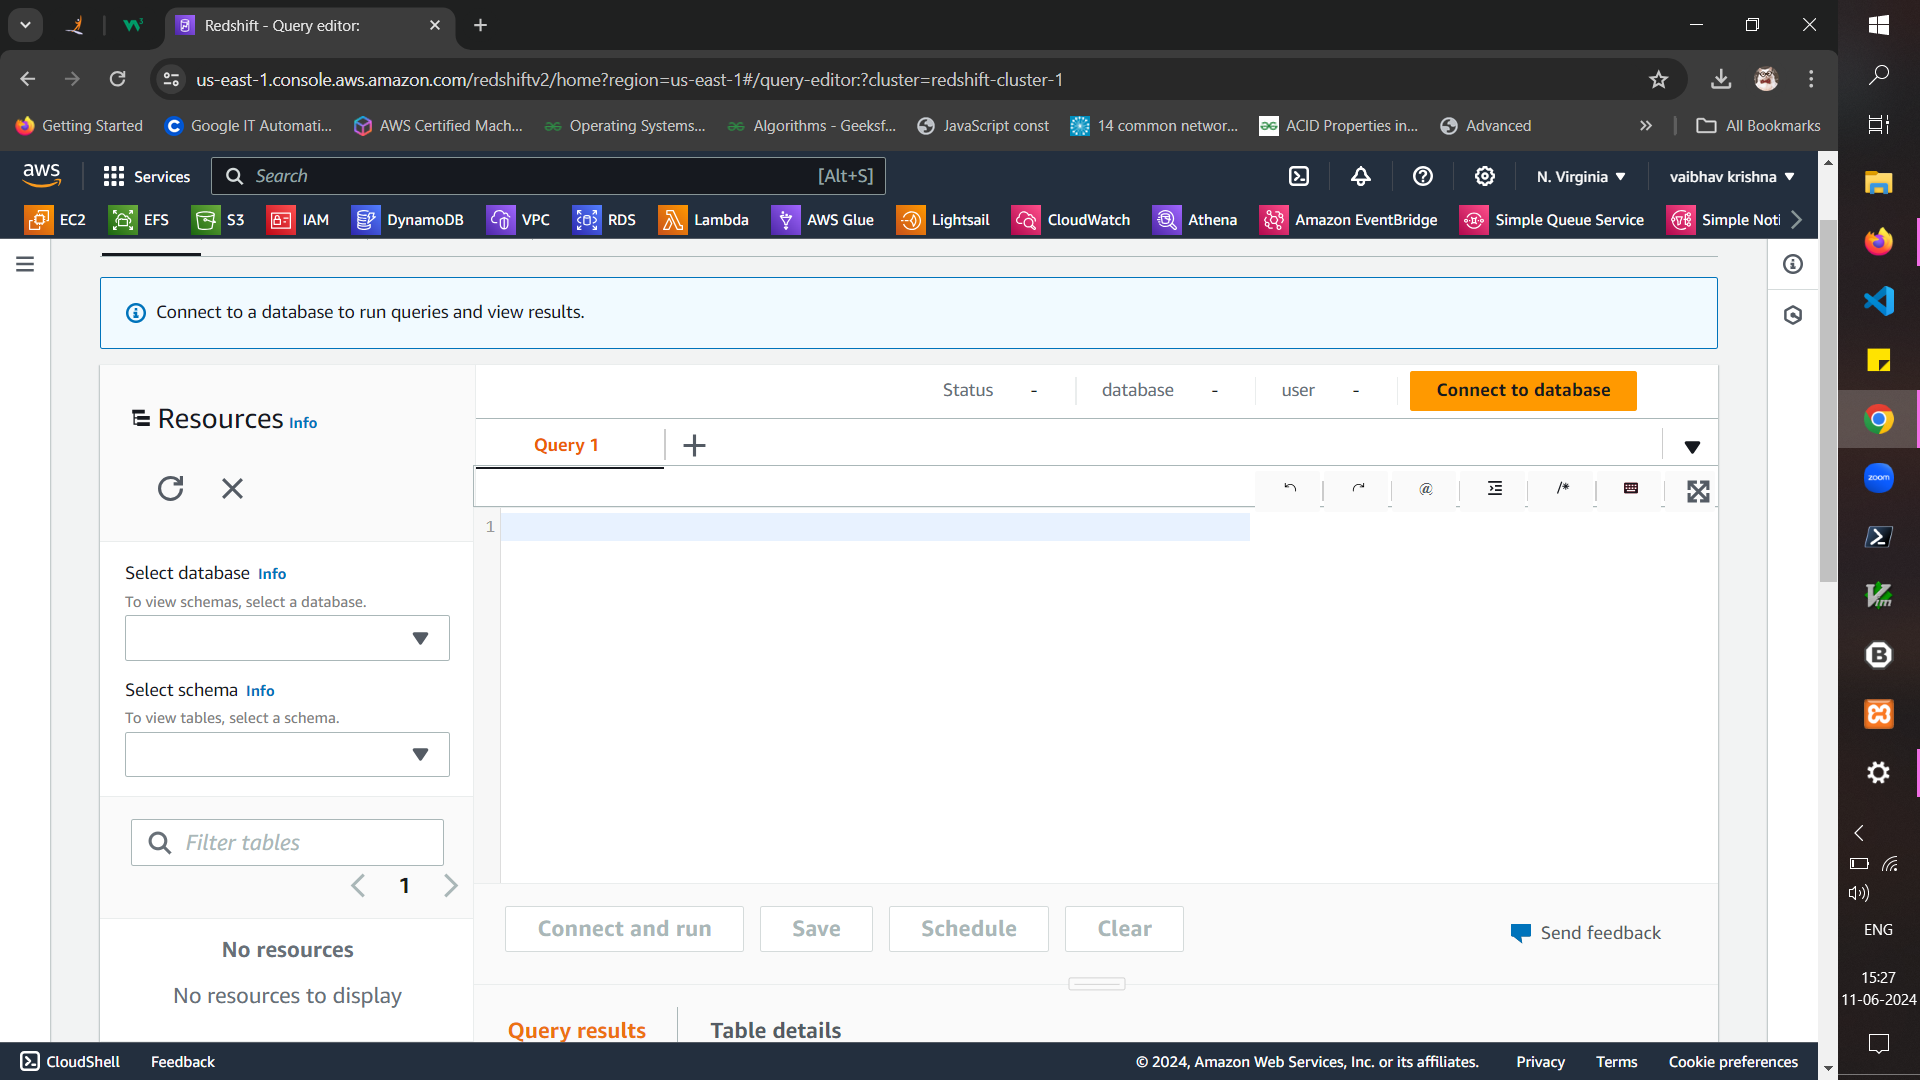 Redshift - Query editor:
us-east-1.console.aws.amazon.com/redshiftv2/home?region=us-east-1#/query-editor:?cluster=redshift-cluster-1
Getting Started
Google IT Automati...
AWS Certified Mach...
Operating Systems...
Algorithms - Geeksf...
JavaScript const
14 common networ...
ACID Properties in...
Advanced
All Bookmarks
aws
Services
Search
[Alt+S]
N. Virginia
vaibhav krishna
EC2
EFS
S3
IAM
DynamoDB
VPC
RDS
Lambda
AWS Glue
Lightsail
CloudWatch
Athena
Amazon EventBridge
Simple Queue Service
Simple Noti
Connect to a database to run queries and view results.
Resources Info
Status -
database -
user -
Connect to database
Query 1
@
/*
1
Select database Info
To view schemas, select a database.
Select schema Info
To view tables, select a schema.
Filter tables
1
No resources
No resources to display
Connect and run
Save
Schedule
Clear
Send feedback
Query results
Table details
CloudShell
Feedback
© 2024, Amazon Web Services, Inc. or its affiliates.
Privacy
Terms
Cookie preferences
zoom
ENG
15:27
11-06-2024